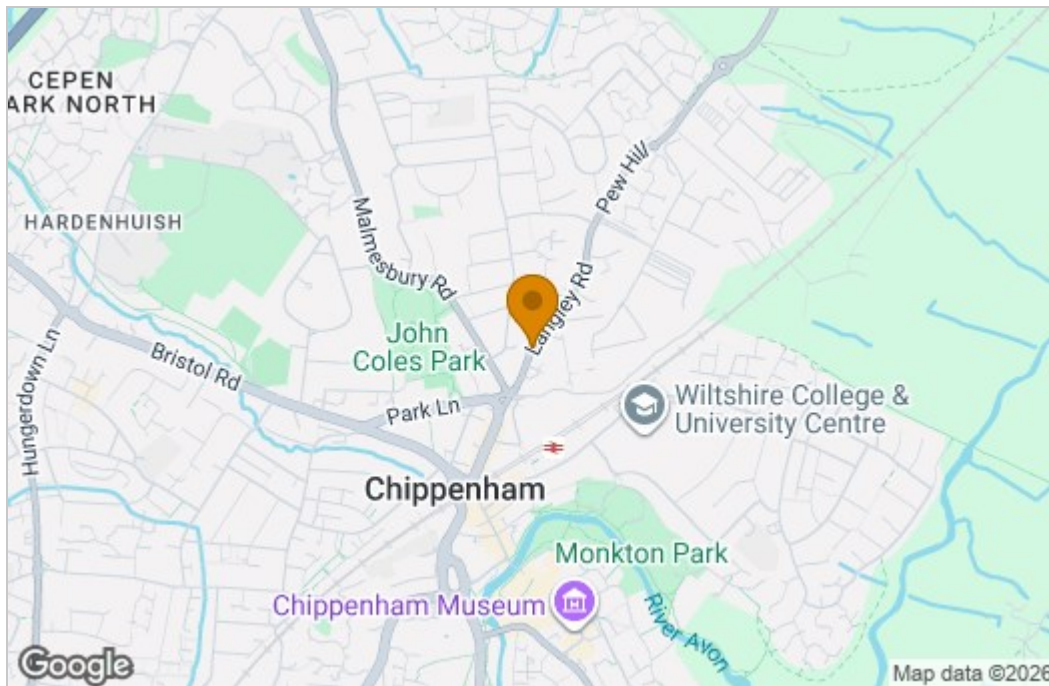 CEPEN
ARK NORTH
HARDENHUISH
Malmesbury Rd
Pew Hill
Langley Rd
John
Coles Park
Hungerdown Ln
Bristol Rd
Park Ln
Wiltshire College &
University Centre
Chippenham
Monkton Park
Chippenham Museum
River Avon
Google
Map data ©2026